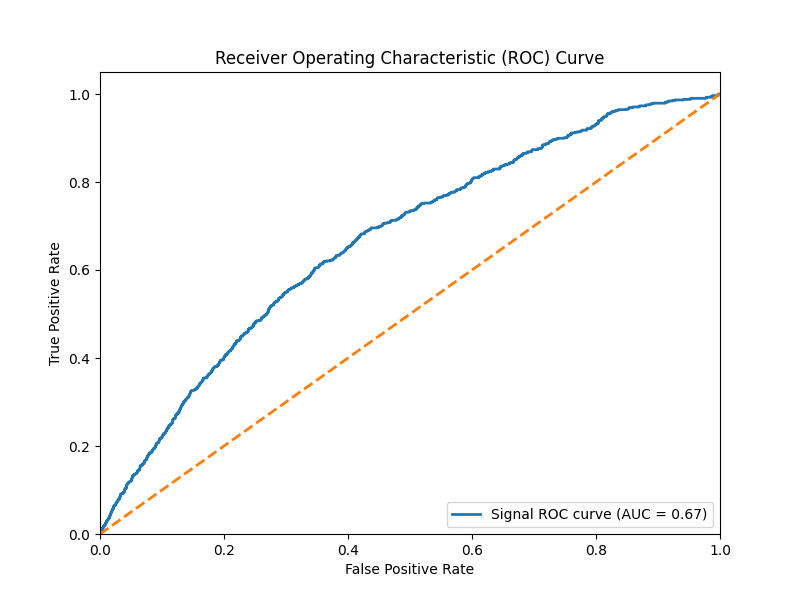 Receiver Operating Characteristic (ROC) Curve
True Positive Rate
1.0
0.8
0.6
0.4
0.2
0.0
Signal ROC curve (AUC = 0.67)
0.0 0.2 0.4 0.6 0.8 1.0
False Positive Rate